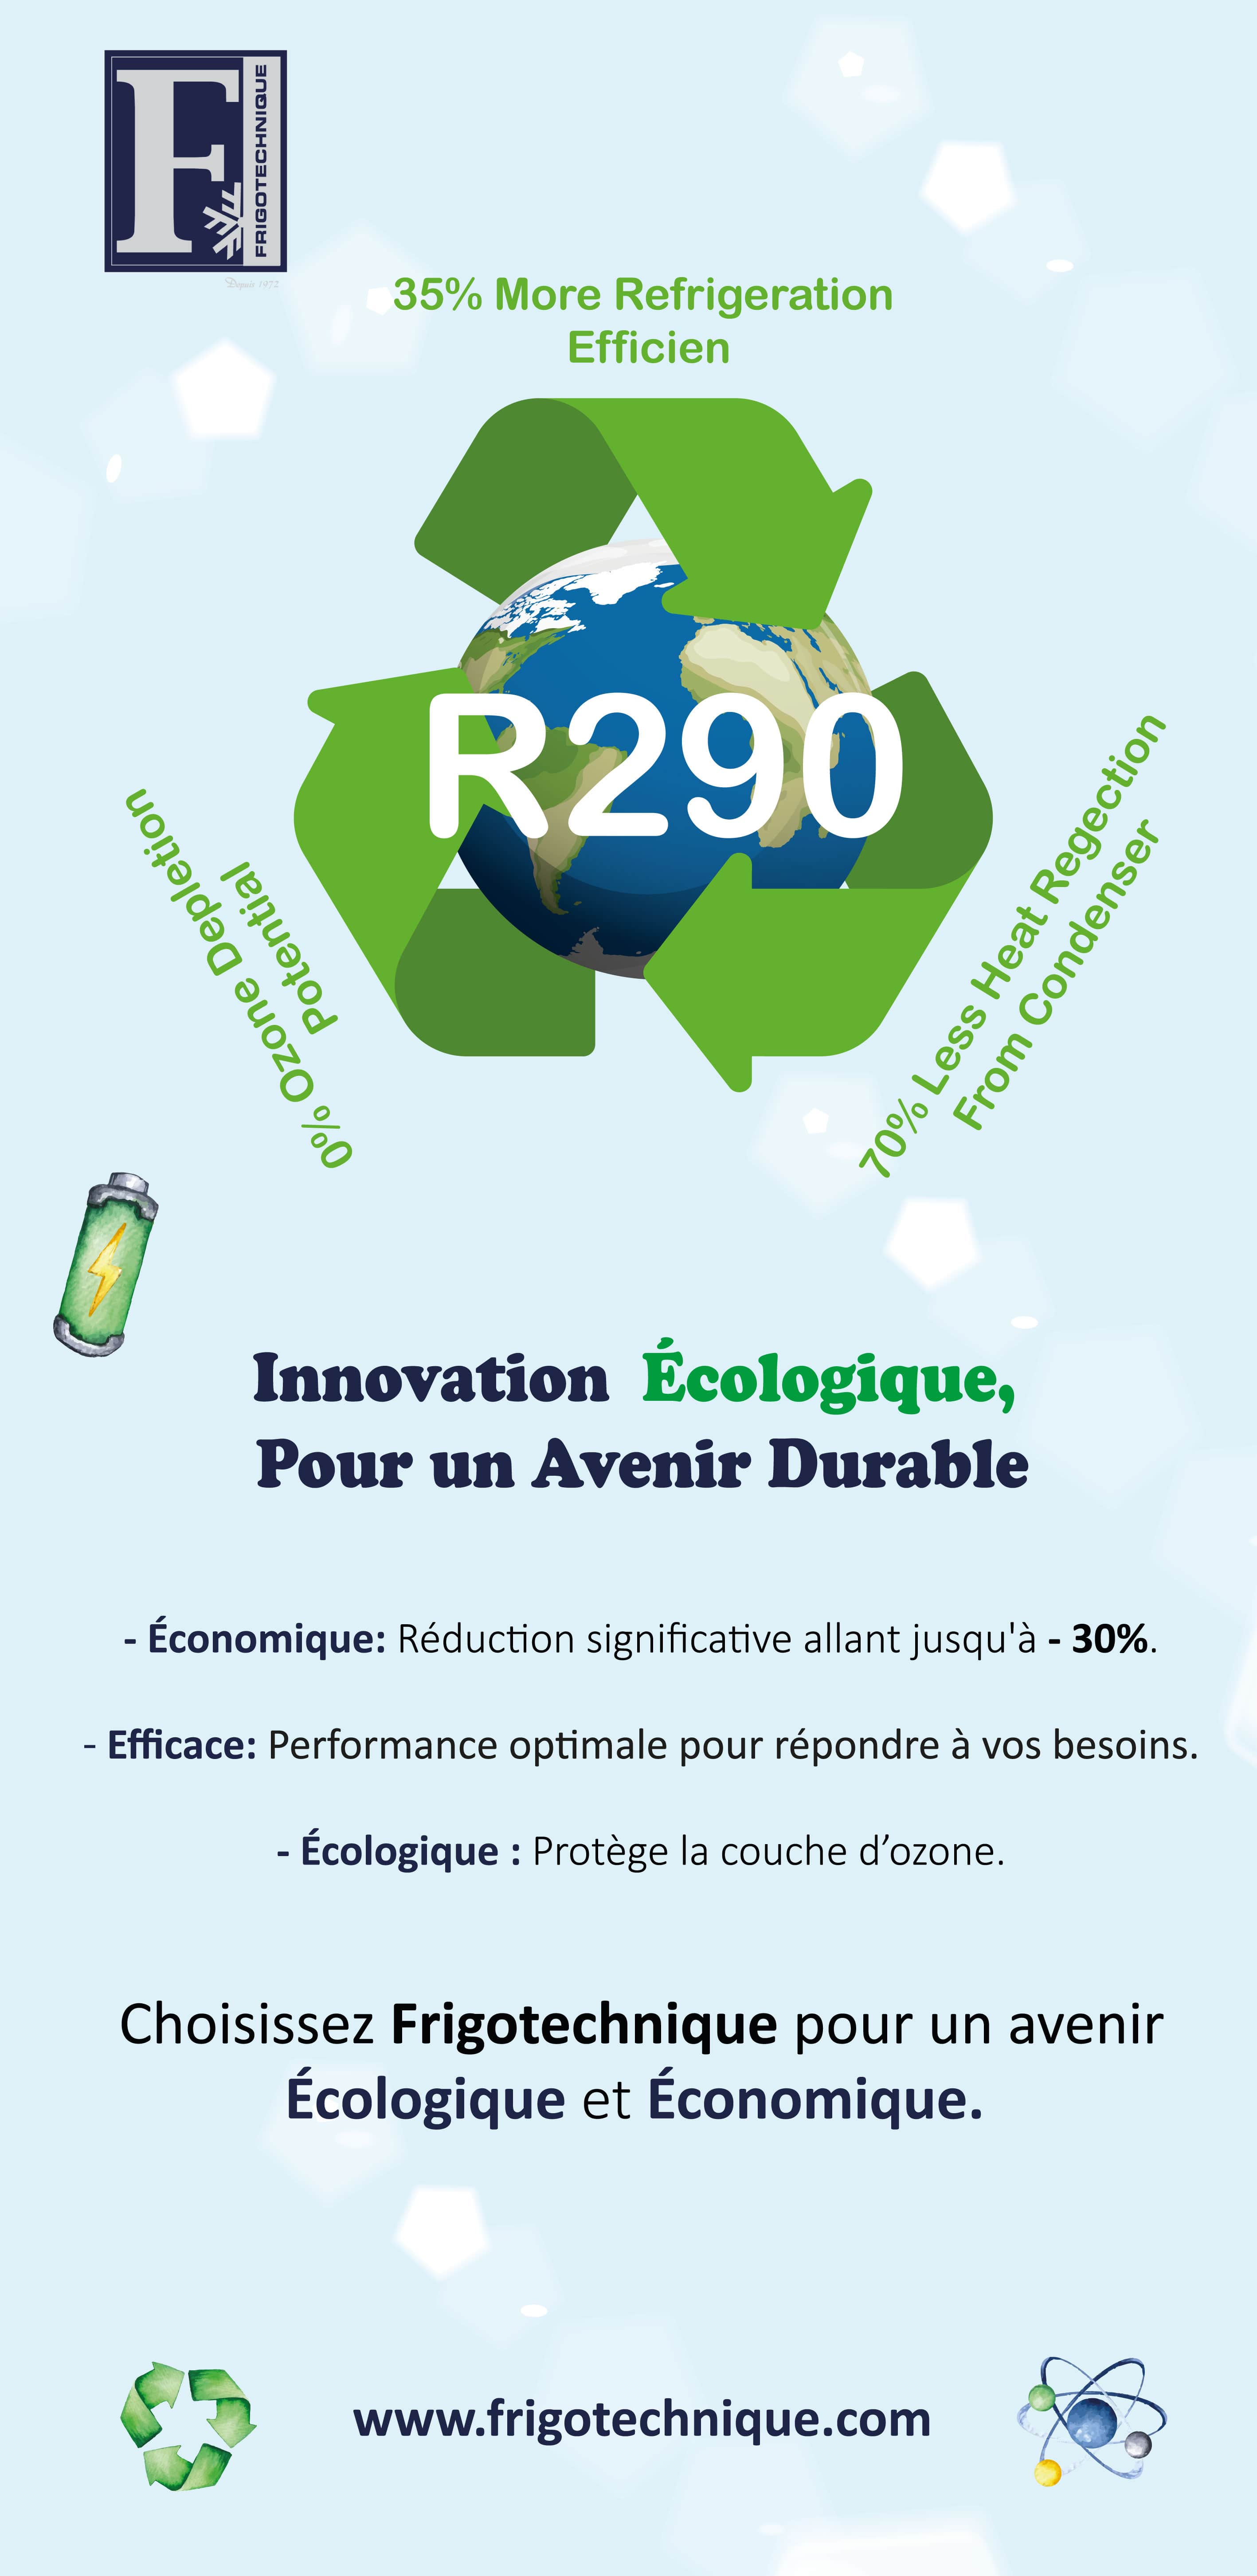 F
FRIGOTECHNIQUE
Depuis 1972
35% More Refrigeration
Efficien
R290
0% Ozone Depletion
Potential
70% Less Heat Regection
From Condenser
Innovation Écologique,
Pour un Avenir Durable
- Économique: Réduction significative allant jusqu'à - 30%.
- Efficace: Performance optimale pour répondre à vos besoins.
- Écologique : Protège la couche d’ozone.
Choisissez Frigotechnique pour un avenir
Écologique et Économique.
www.frigotechnique.com